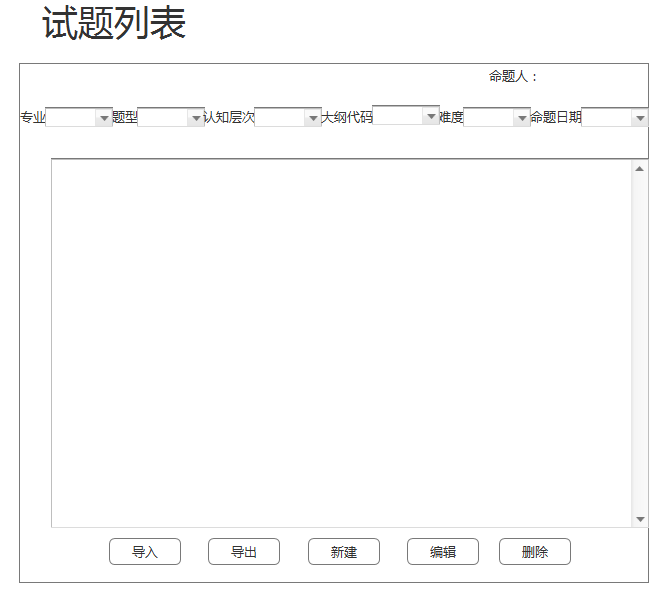 试题列表
命题人：
专业 题型 认知层次 大纲代码 难度 命题日期
导入 导出 新建 编辑 删除